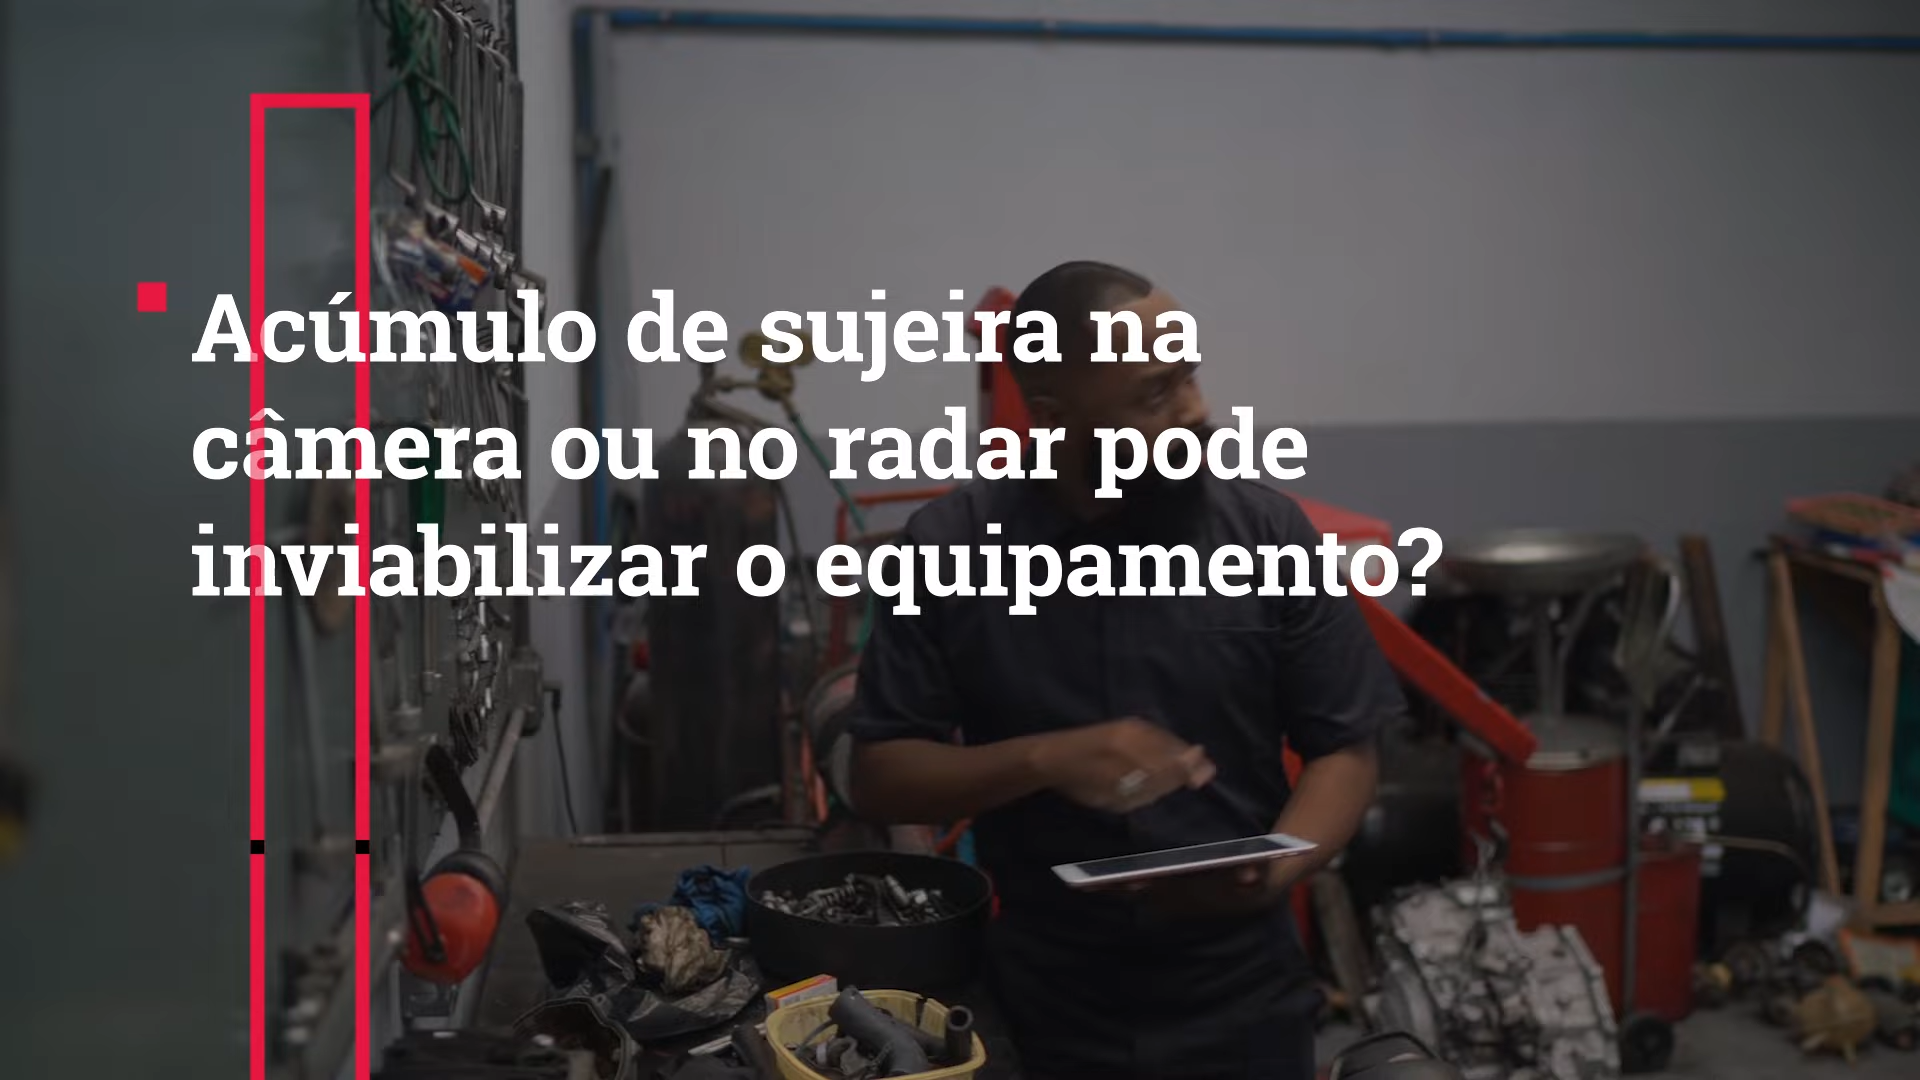 Acúmulo de sujeira na
câmera ou no radar pode
inviabilizar o equipamento?